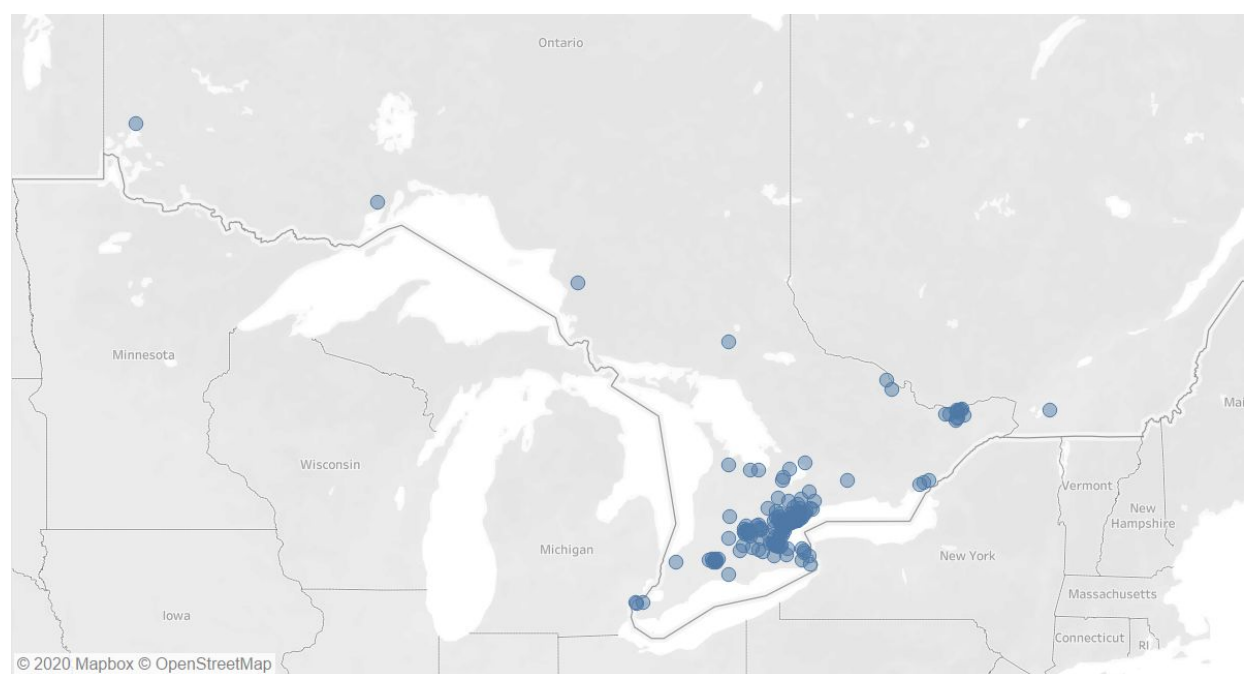 Ontario
Minnesota
Mai
Wisconsin
Vermont
New
Hampshire
Michigan
New York
Massachusetts
Iowa
Connecticut
RI
© 2020 Mapbox © OpenStreetMap